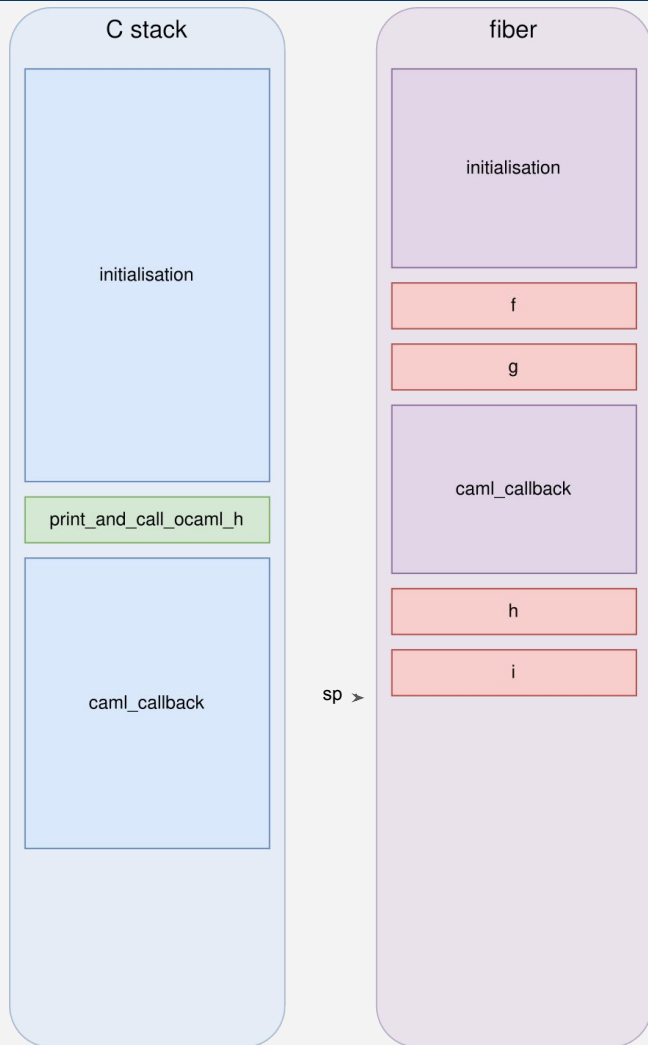 C stack
initialisation
print_and_call_ocaml_h
caml_callback
sp
fiber
initialisation
f
g
caml_callback
h
i